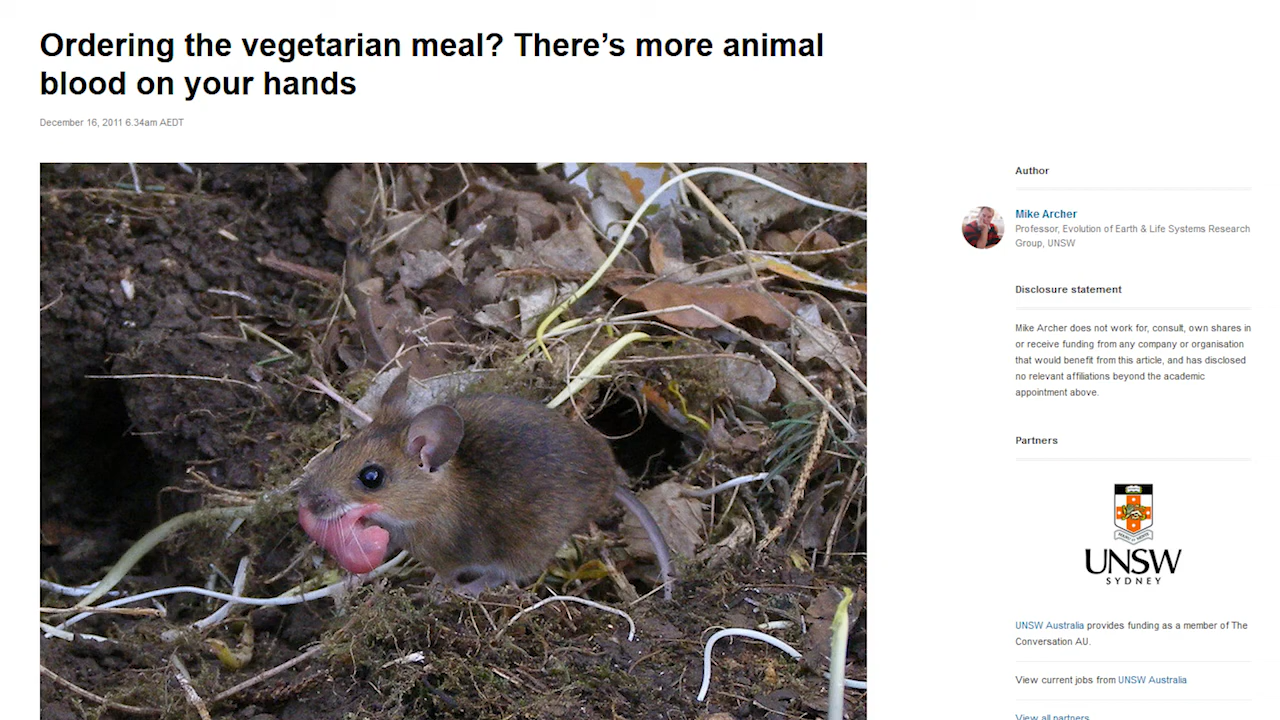 Ordering the vegetarian meal? There’s more animal
blood on your hands
December 16, 2011 6.34am AEDT
Author
Mike Archer
Professor, Evolution of Earth & Life Systems Research
Group, UNSW
Disclosure statement
Mike Archer does not work for, consult, own shares in
or receive funding from any company or organisation
that would benefit from this article, and has disclosed
no relevant affiliations beyond the academic
appointment above.
Partners
UNSW
SYDNEY
UNSW Australia provides funding as a member of The
Conversation AU.
View current jobs from UNSW Australia
View all partners